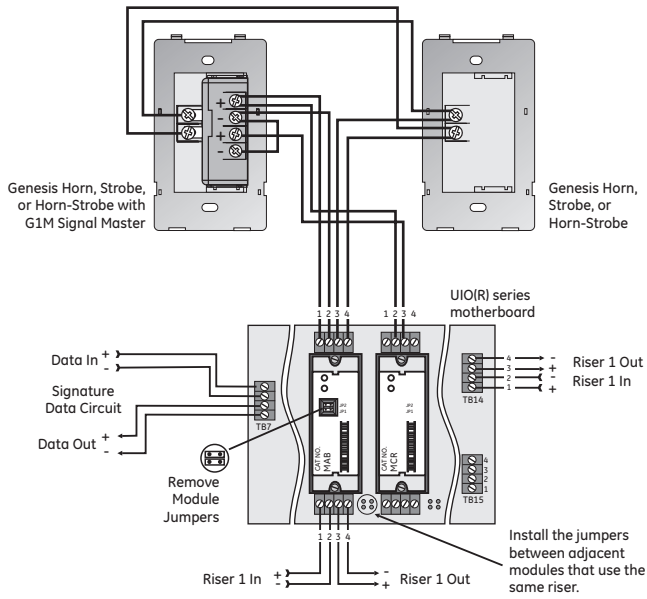 +
-
+
-
Genesis Horn, Strobe,
or Horn-Strobe with
G1M Signal Master
Genesis Horn,
Strobe, or
Horn-Strobe
UIO(R) series
motherboard
1 2 3 4
1 2 3 4
Data In + -
Signature
Data Circuit
Data Out + -
TB7
JP2
JP1
CAT NO.
MAB
JP2
JP1
CAT NO.
MCR
4 - Riser 1 Out
3 +
2 - Riser 1 In
1 +
TB14
4
3
2
1
TB15
Remove
Module
Jumpers
1 2 3 4
Riser 1 In + -
- + Riser 1 Out
Install the jumpers
between adjacent
modules that use the
same riser.